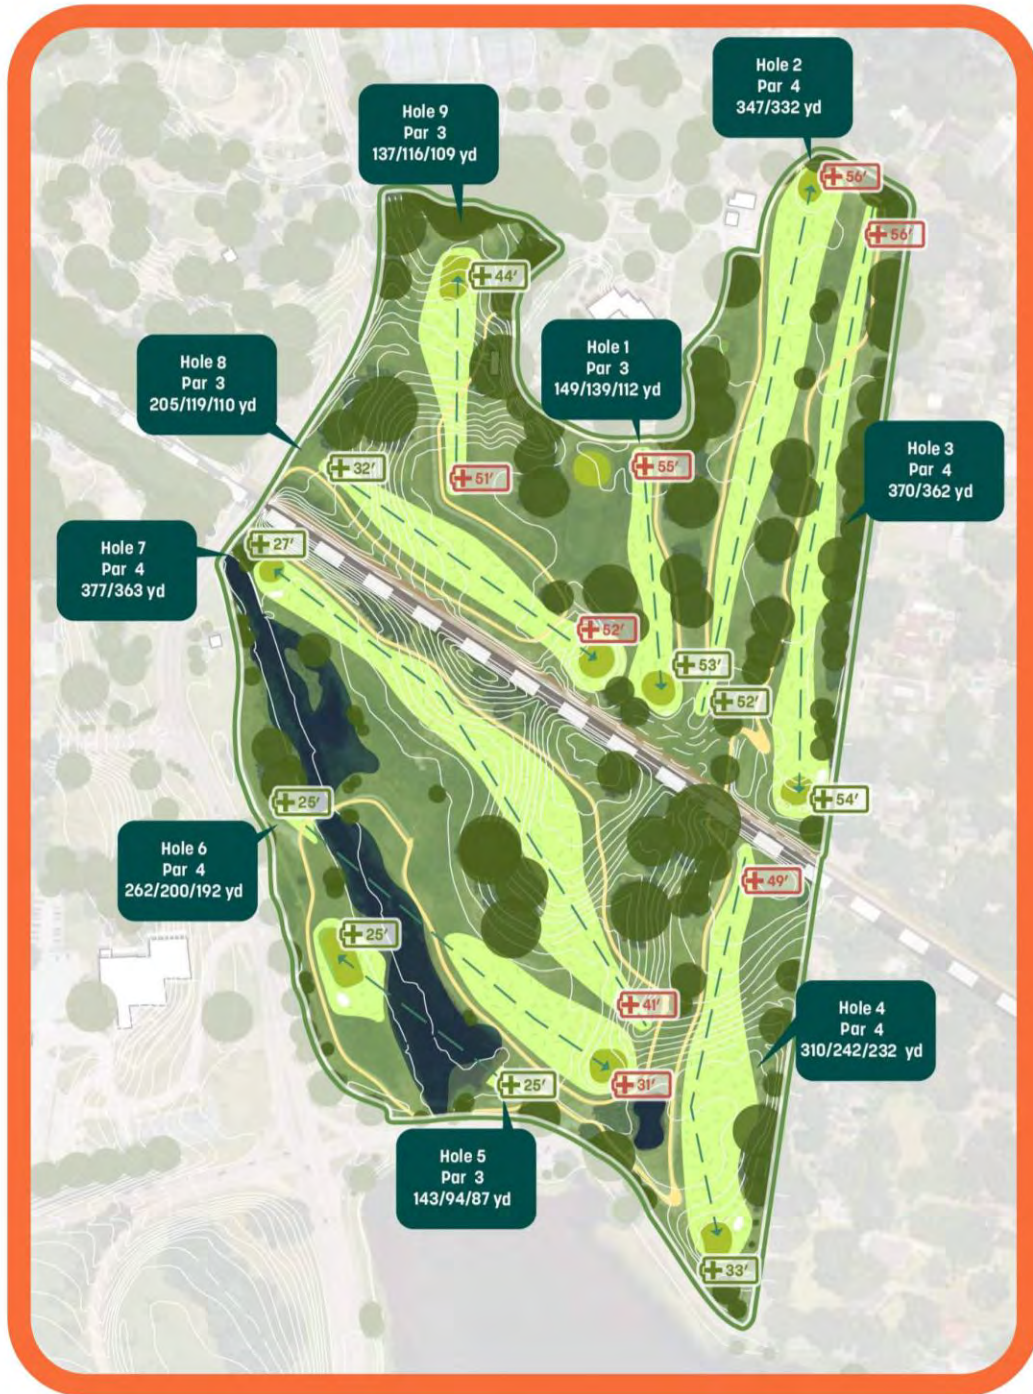 Hole 2
Par 4
347/332 yd
Hole 9
Par 3
137/116/109 yd
+56'
+56'
+44'
Hole 1
Par 3
149/139/112 yd
Hole 8
Par 3
205/119/110 yd
+32'
+51'
+55'
Hole 3
Par 4
370/362 yd
Hole 7
Par 4
377/363 yd
+27'
+52'
+53'
+52'
+54'
+25'
Hole 6
Par 4
262/200/192 yd
+49'
+25'
+41'
Hole 4
Par 4
310/242/232 yd
+25'
+31'
Hole 5
Par 3
143/94/87 yd
+33'